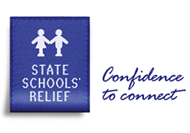 STATE
SCHOOLS'
RELIEF
Confidence
to connect